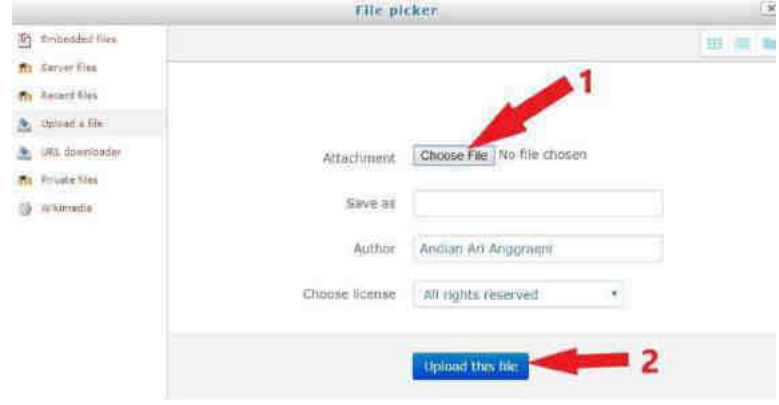 File picker
Embedded files
Server files
Recent files
Upload a file
URL downloader
Private files
Wikimedia
1
Attachment Choose File No file chosen
Save as
Author Andian Ari Anggraeni
Choose license All rights reserved
Upload this file 2